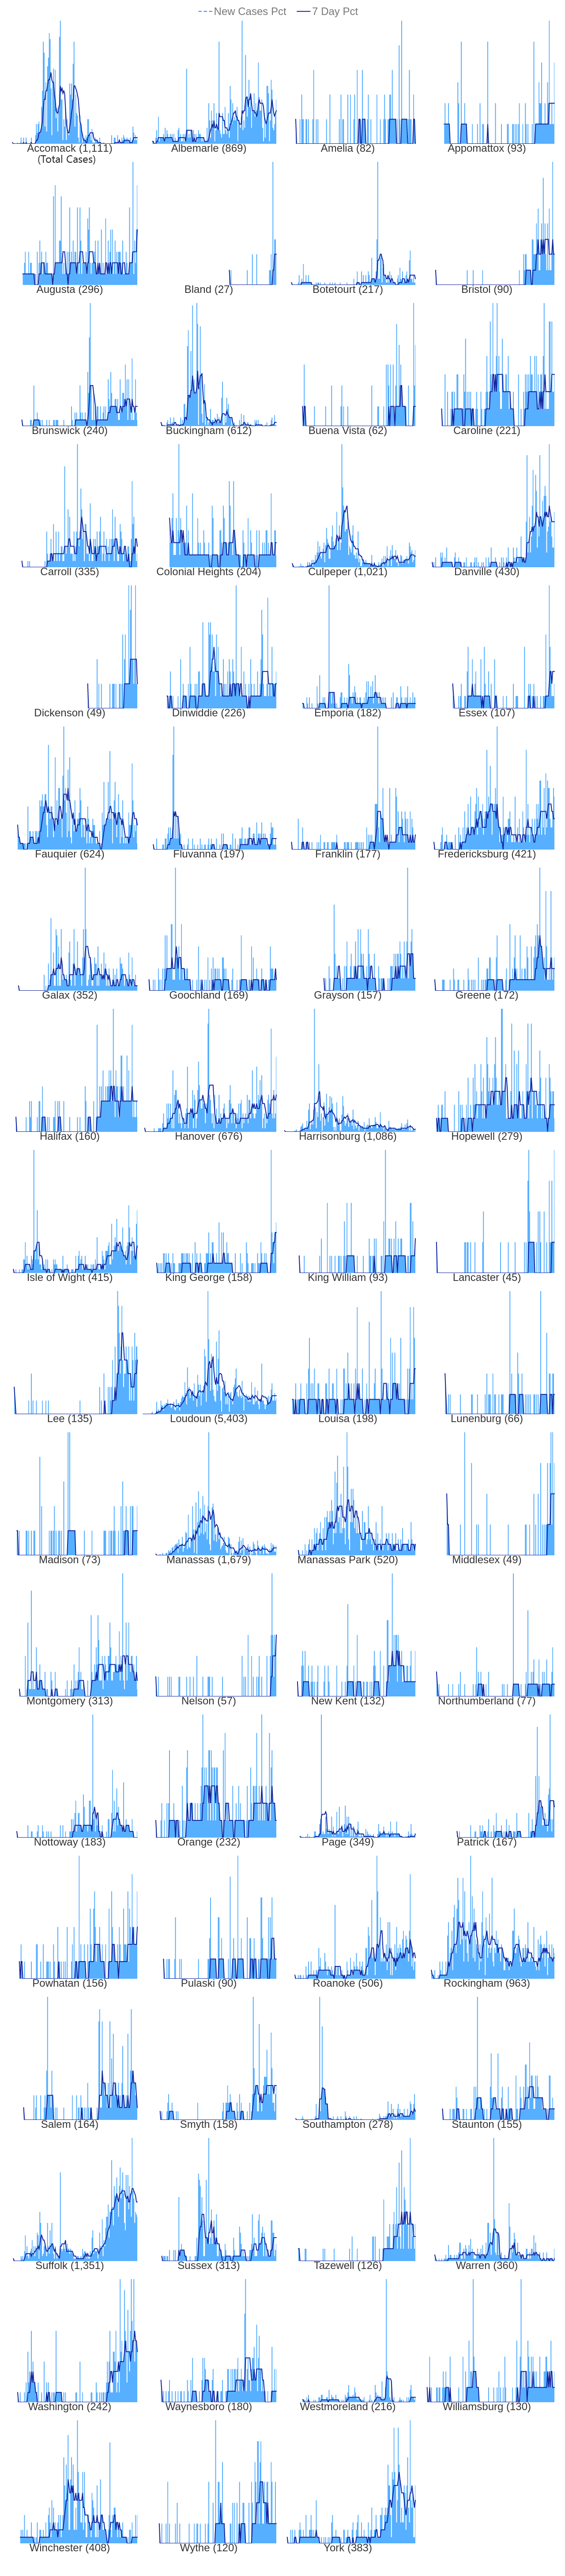 New Cases Pct 7 Day Pct
Accomack (1,111) Albemarle (869) Amelia (82) Appomattox (93)
(Total Cases)
Augusta (296) Bland (27) Botetourt (217) Bristol (90)
Brunswick (240) Buckingham (612) Buena Vista (62) Caroline (221)
Carroll (335) Colonial Heights (204) Culpeper (1,021) Danville (430)
Dickenson (49) Dinwiddie (226) Emporia (182) Essex (107)
Fauquier (624) Fluvanna (197) Franklin (177) Fredericksburg (421)
Galax (352) Goochland (169) Grayson (157) Greene (172)
Halifax (160) Hanover (676) Harrisonburg (1,086) Hopewell (279)
Isle of Wight (415) King George (158) King William (93) Lancaster (45)
Lee (135) Loudoun (5,403) Louisa (198) Lunenburg (66)
Madison (73) Manassas (1,679) Manassas Park (520) Middlesex (49)
Montgomery (313) Nelson (57) New Kent (132) Northumberland (77)
Nottoway (183) Orange (232) Page (349) Patrick (167)
Powhatan (156) Pulaski (90) Roanoke (506) Rockingham (963)
Salem (164) Smyth (158) Southampton (278) Staunton (155)
Suffolk (1,351) Sussex (313) Tazewell (126) Warren (360)
Washington (242) Waynesboro (180) Westmoreland (216) Williamsburg (130)
Winchester (408) Wythe (120) York (383)